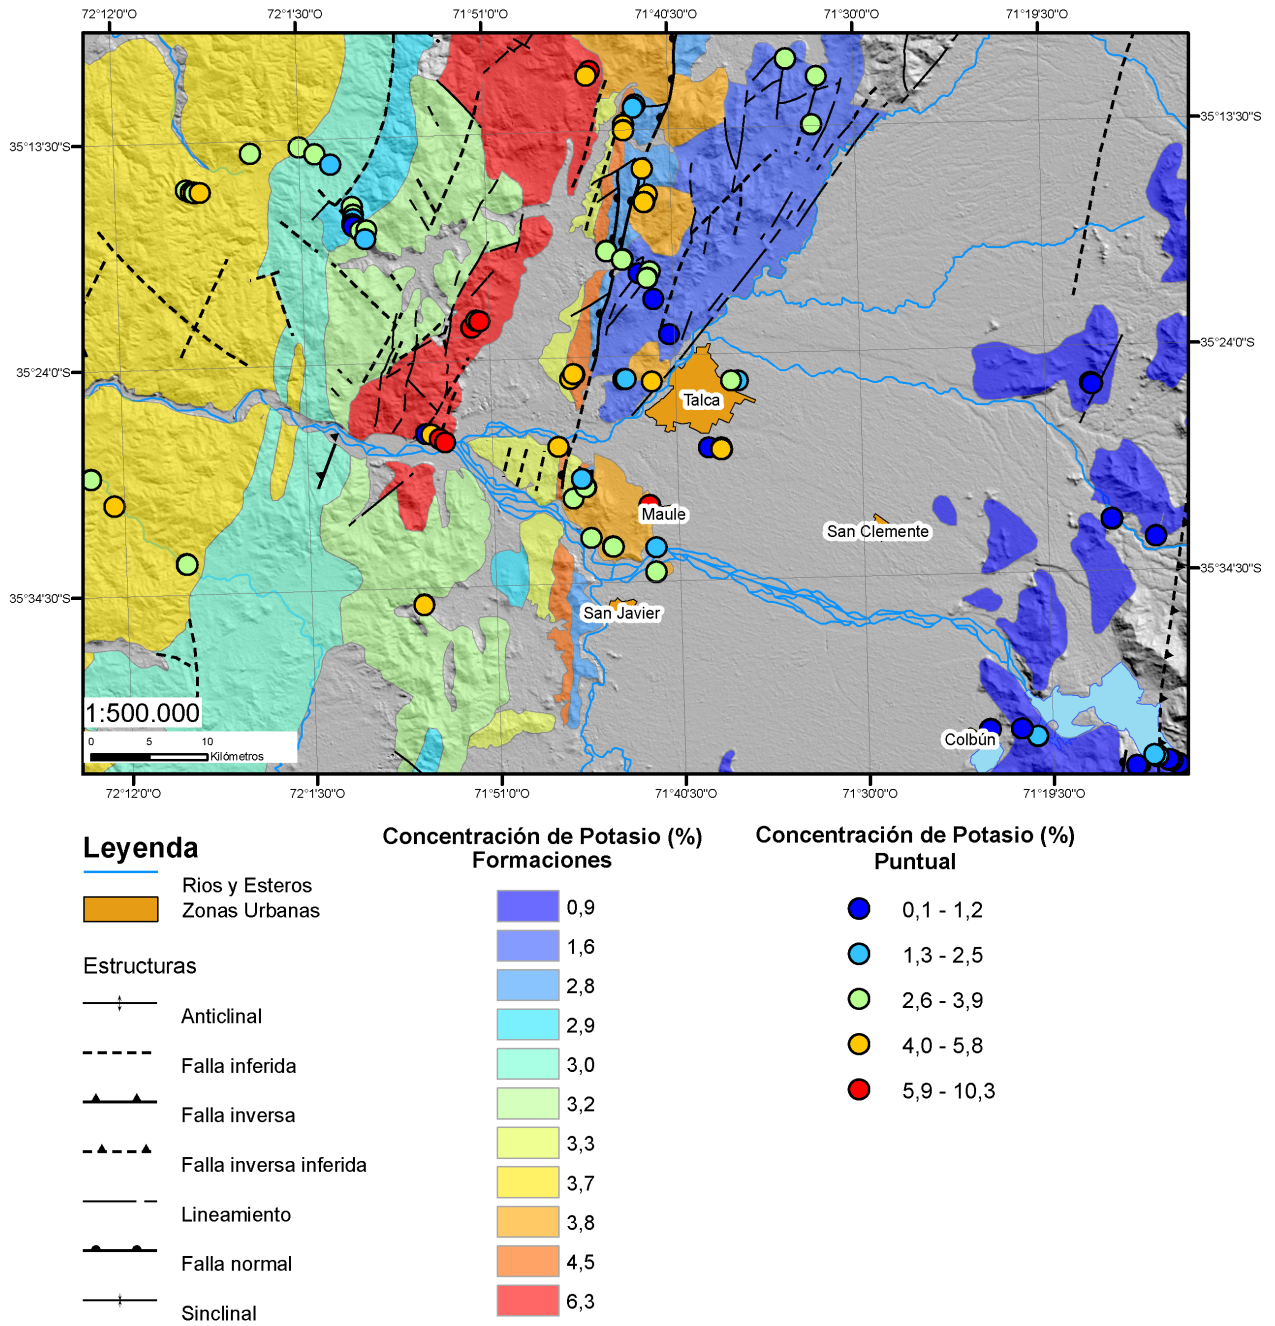 72°12'0"O 72°1'30"O 71°51'0"O 71°40'30"O 71°30'0"O 71°19'30"O
35°13'30"S
35°13'30"S
35°24'0"S
35°24'0"S
Talca
Maule
San Clemente
35°34'30"S
35°34'30"S
San Javier
Colbún
1:500.000
0 5 10
Kilómetros
72°12'0"O 72°1'30"O 71°51'0"O 71°40'30"O 71°30'0"O 71°19'30"O
Leyenda
Rios y Esteros
Zonas Urbanas
Estructuras
Anticlinal
Falla inferida
Falla inversa
Falla inversa inferida
Lineamiento
Falla normal
Sinclinal
Concentración de Potasio (%)
Formaciones
0,9
1,6
2,8
2,9
3,0
3,2
3,3
3,7
3,8
4,5
6,3
Concentración de Potasio (%)
Puntual
0,1 - 1,2
1,3 - 2,5
2,6 - 3,9
4,0 - 5,8
5,9 - 10,3